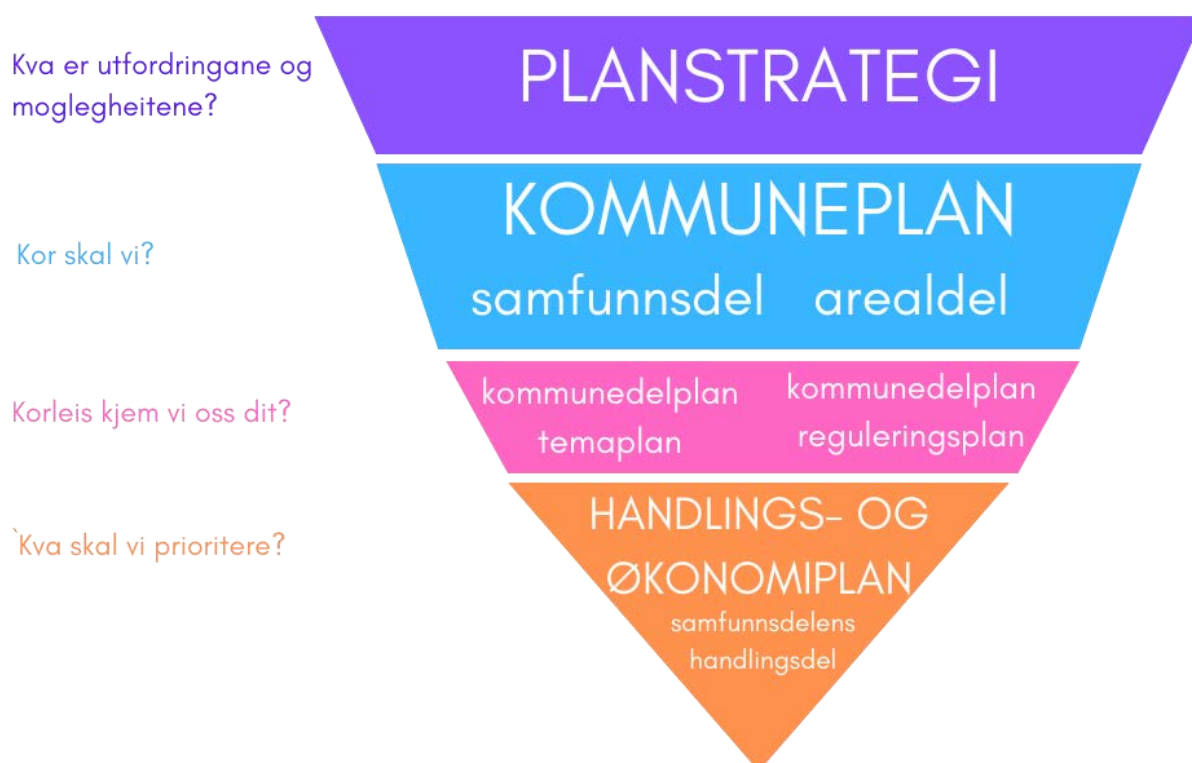 Kva er utfordringane og
moglegheitene?
PLANSTRATEGI
Kor skal vi?
KOMMUNEPLAN
samfunnsdel arealdel
Korleis kjem vi oss dit?
kommunedelplan kommunedelplan
temaplan reguleringsplan
`Kva skal vi prioritere?
HANDLINGS- OG
ØKONOMIPLAN
samfunnsdelens
handlingsdel